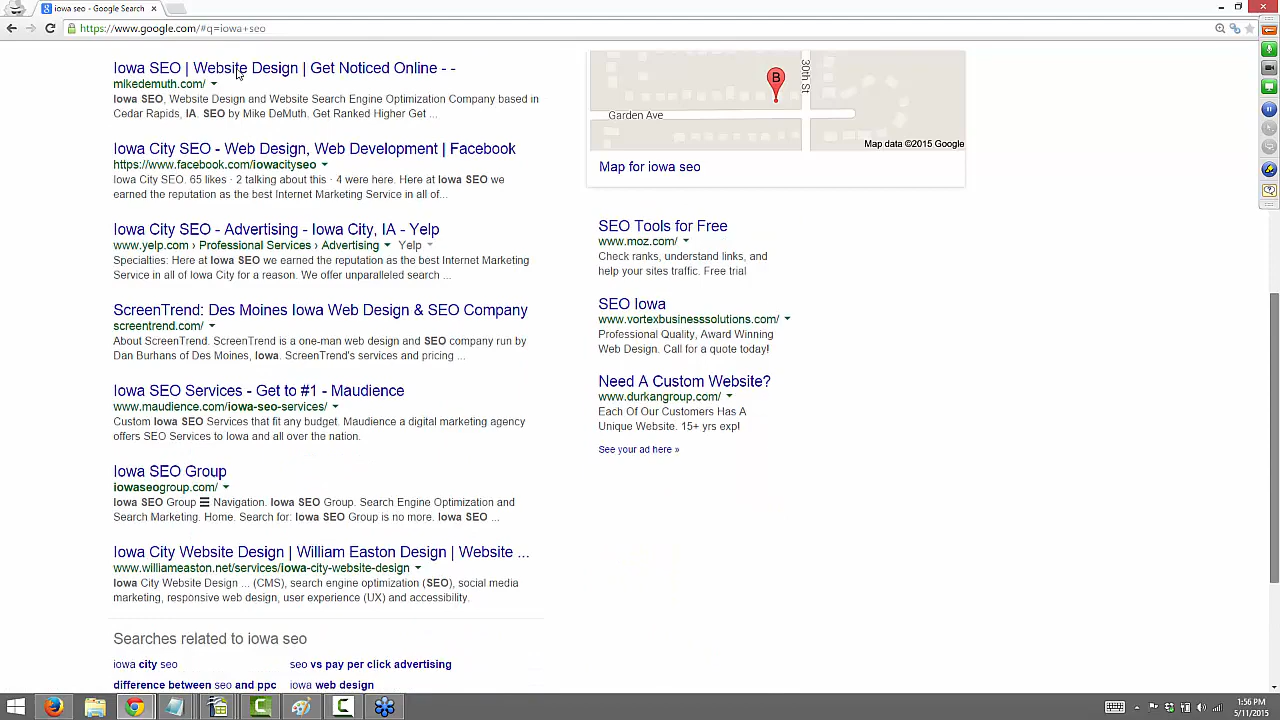 iowa seo - Google Search
https://www.google.com/#q=iowa+seo
Iowa SEO | Website Design | Get Noticed Online - -
mikedemuth.com/
Iowa SEO, Website Design and Website Search Engine Optimization Company based in
Cedar Rapids, IA. SEO by Mike DeMuth. Get Ranked Higher Get ...
Iowa City SEO - Web Design, Web Development | Facebook
https://www.facebook.com/iowacityseo
Iowa City SEO. 65 likes · 2 talking about this · 4 were here. Here at Iowa SEO we
earned the reputation as the best Internet Marketing Service in all of...
Iowa City SEO - Advertising - Iowa City, IA - Yelp
www.yelp.com › Professional Services › Advertising Yelp
Specialties: Here at Iowa SEO we earned the reputation as the best Internet Marketing
Service in all of Iowa City for a reason. We offer unparalleled search ...
ScreenTrend: Des Moines Iowa Web Design & SEO Company
screentrend.com/
About ScreenTrend. ScreenTrend is a one-man web design and SEO company run by
Dan Burhans of Des Moines, Iowa. ScreenTrend's services and pricing ...
Iowa SEO Services - Get to #1 - Maudience
www.maudience.com/iowa-seo-services/
Custom Iowa SEO Services that fit any budget. Maudience a digital marketing agency
offers SEO Services to Iowa and all over the nation.
Iowa SEO Group
iowaseogroup.com/
Iowa SEO Group ☰ Navigation. Iowa SEO Group. Search Engine Optimization and
Search Marketing. Home. Search for: Iowa SEO Group is no more. Iowa SEO ...
Iowa City Website Design | William Easton Design | Website ...
www.williameaston.net/services/iowa-city-website-design
Iowa City Website Design ... (CMS), search engine optimization (SEO), social media
marketing, responsive web design, user experience (UX) and accessibility.
Searches related to iowa seo
iowa city seo
seo vs pay per click advertising
difference between seo and ppc
iowa web design
B
30th St
Garden Ave
Map data ©2015 Google
Map for iowa seo
SEO Tools for Free
www.moz.com/
Check ranks, understand links, and
help your sites traffic. Free trial
SEO Iowa
www.vortexbusinesssolutions.com/
Professional Quality, Award Winning
Web Design. Call for a quote today!
Need A Custom Website?
www.durkangroup.com/
Each Of Our Customers Has A
Unique Website. 15+ yrs exp!
See your ad here »
1:56 PM
5/11/2015